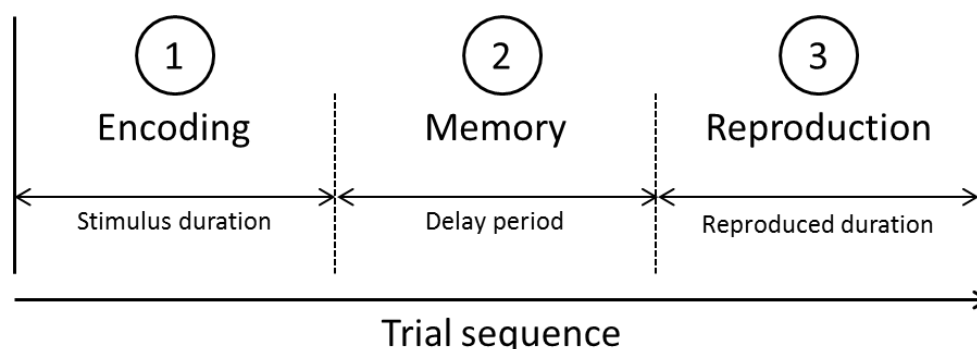 1
2
3
Encoding
Memory
Reproduction
Stimulus duration
Delay period
Reproduced duration
Trial sequence